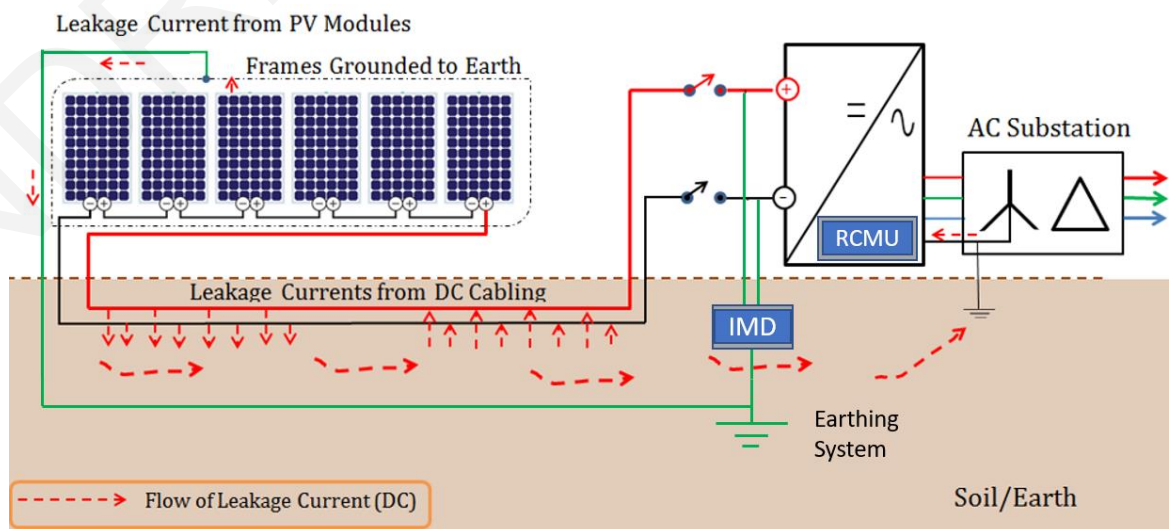 Leakage Current from PV Modules
Frames Grounded to Earth
AC Substation
RCMU
Leakage Currents from DC Cabling
IMD
Earthing
System
Flow of Leakage Current (DC)
Soil/Earth